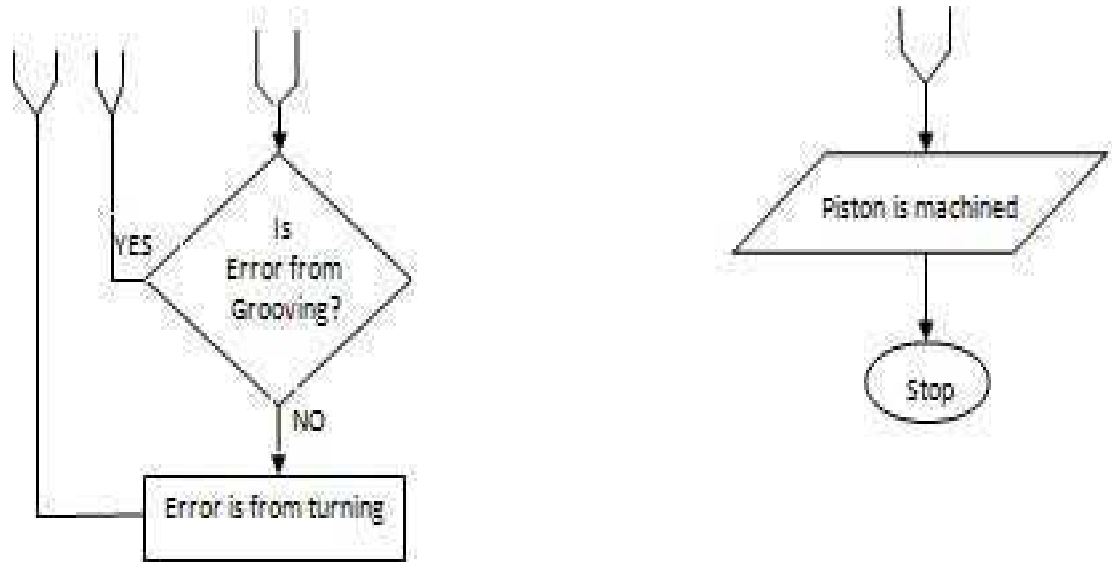 YES
Is
Error from
Grooving?
NO
Error is from turning
Piston is machined
Stop